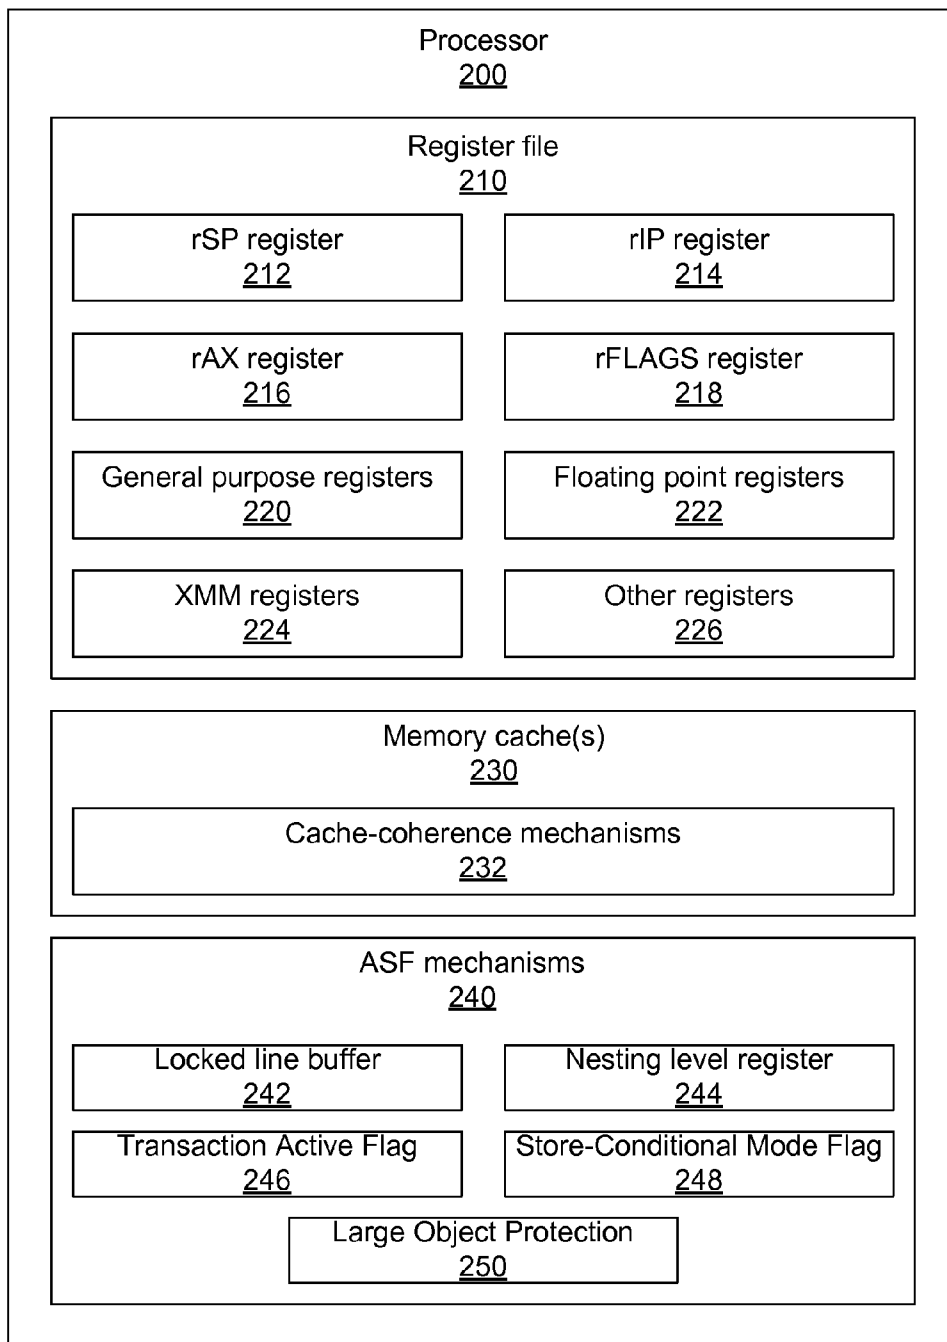 Processor
200
Register file
210
rSP register
212
rIP register
214
rAX register
216
rFLAGS register
218
General purpose registers
220
Floating point registers
222
XMM registers
224
Other registers
226
Memory cache(s)
230
Cache-coherence mechanisms
232
ASF mechanisms
240
Locked line buffer
242
Nesting level register
244
Transaction Active Flag
246
Store-Conditional Mode Flag
248
Large Object Protection
250